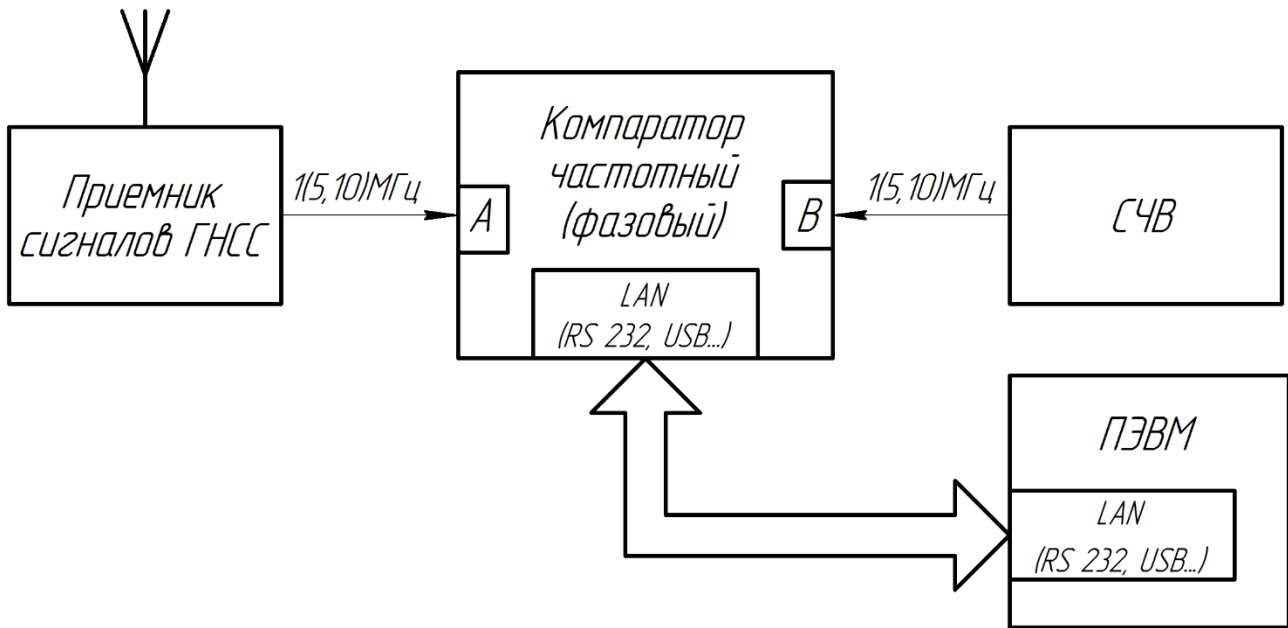 Приемник
сигналов ГНСС
1(5,10)МГц
A
Компаратор
частотный
(фазовый)
B
1(5,10)МГц
СЧВ
LAN
(RS 232, USB...)
ПЭВМ
LAN
(RS 232, USB...)